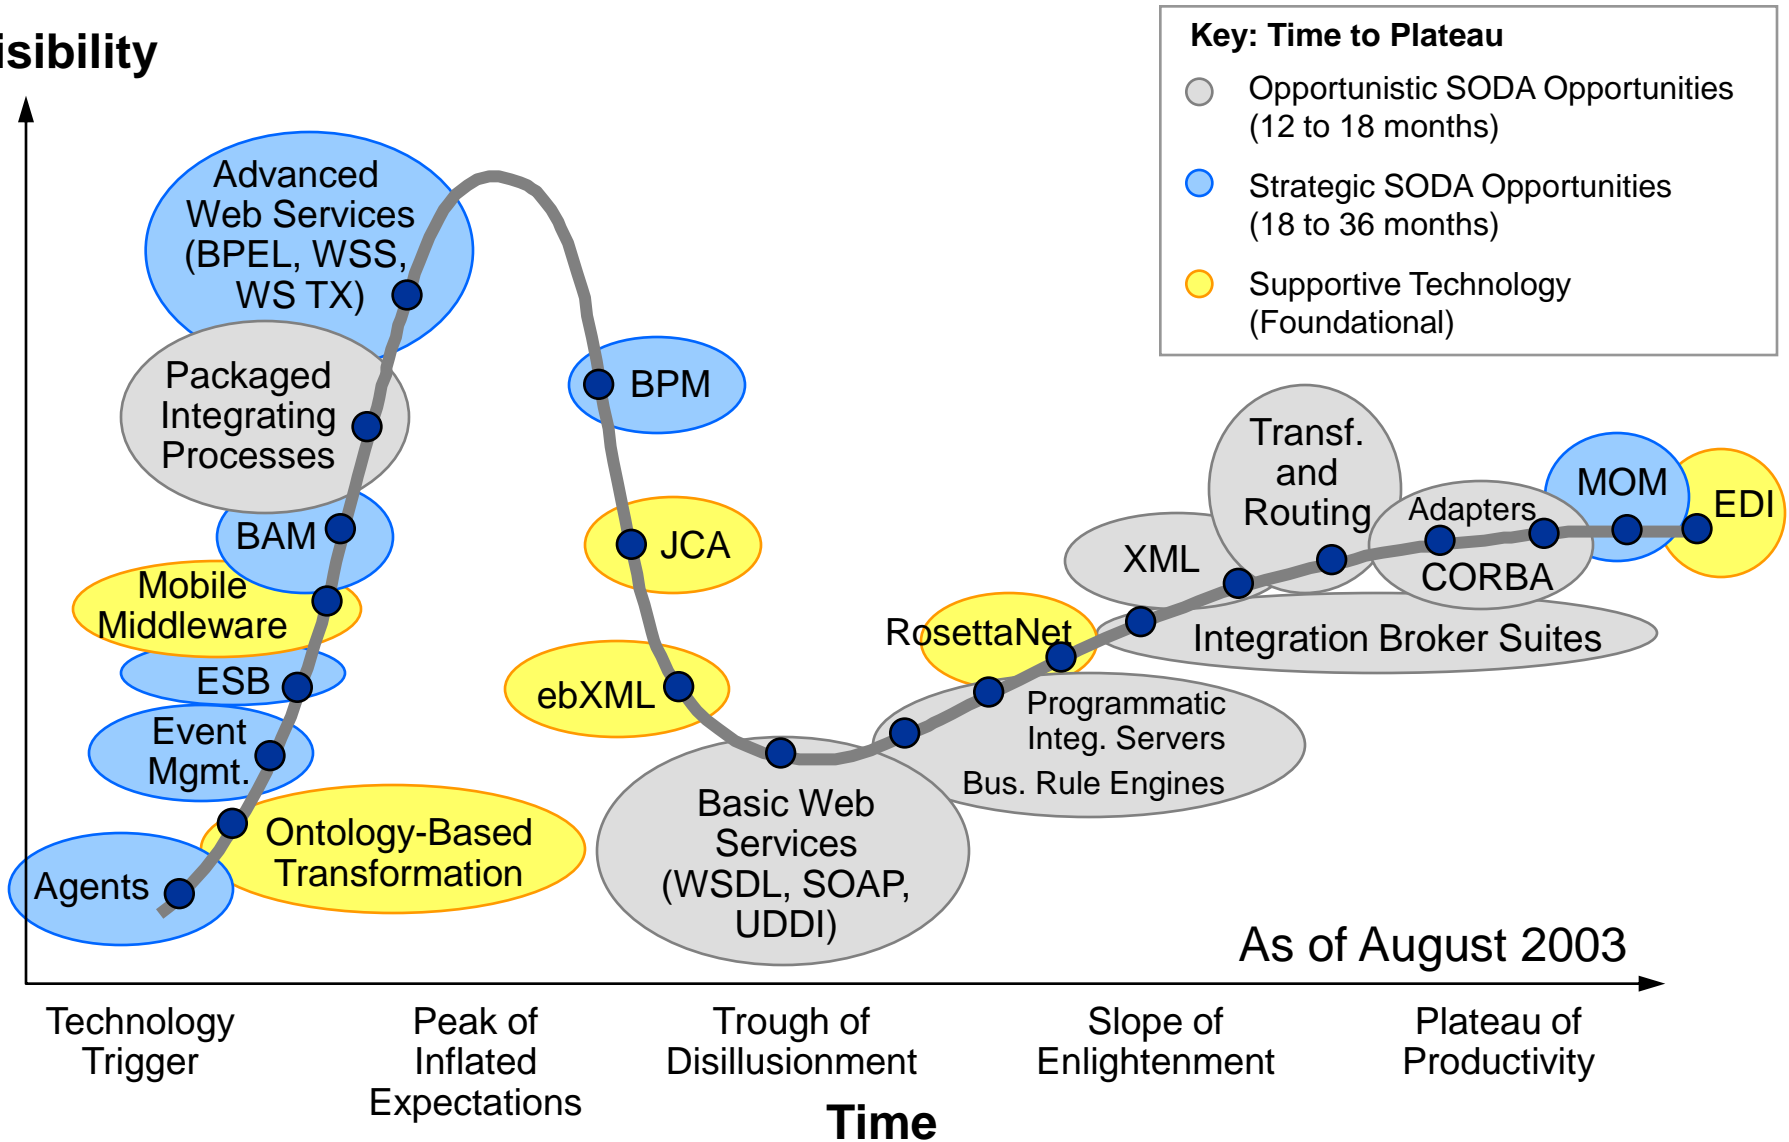 isibility
Key: Time to Plateau
Opportunistic SODA Opportunities
(12 to 18 months)
Strategic SODA Opportunities
(18 to 36 months)
Supportive Technology
(Foundational)
Advanced
Web Services
(BPEL, WSS,
WS TX)
Packaged
Integrating
Processes
BAM
Mobile
Middleware
ESB
Event
Mgmt.
Ontology-Based
Transformation
Agents
BPM
JCA
ebXML
Basic Web
Services
(WSDL, SOAP,
UDDI)
Programmatic
Integ. Servers
Bus. Rule Engines
RosettaNet
Integration Broker Suites
XML
Transf.
and
Routing
Adapters
CORBA
MOM
EDI
As of August 2003
Technology
Trigger
Peak of
Inflated
Expectations
Trough of
Disillusionment
Slope of
Enlightenment
Plateau of
Productivity
Time